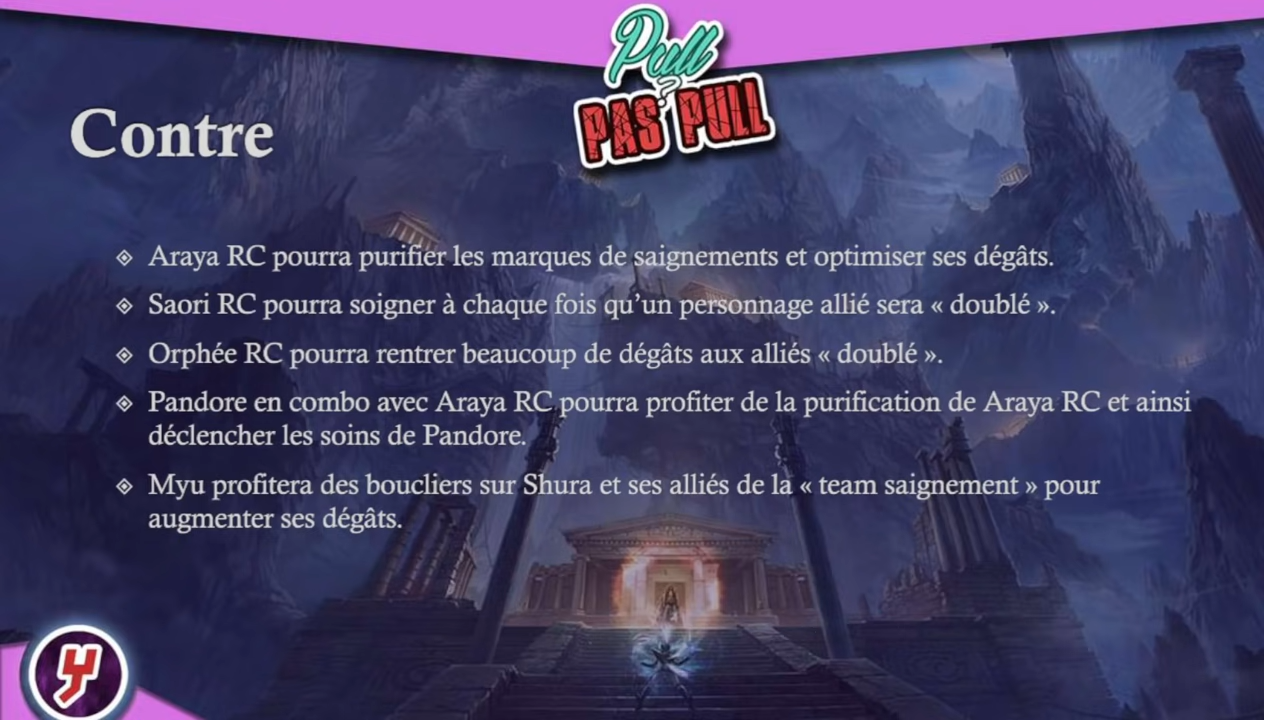 Pull
?
PAS PULL
Contre
Araya RC pourra purifier les marques de saignements et optimiser ses dégâts.
Saori RC pourra soigner à chaque fois qu’un personnage allié sera « doublé ».
Orphée RC pourra rentrer beaucoup de dégâts aux alliés « doublé ».
Pandore en combo avec Araya RC pourra profiter de la purification de Araya RC et ainsi
déclencher les soins de Pandore.
Myu profitera des boucliers sur Shura et ses alliés de la « team saignement » pour
augmenter ses dégâts.
Y